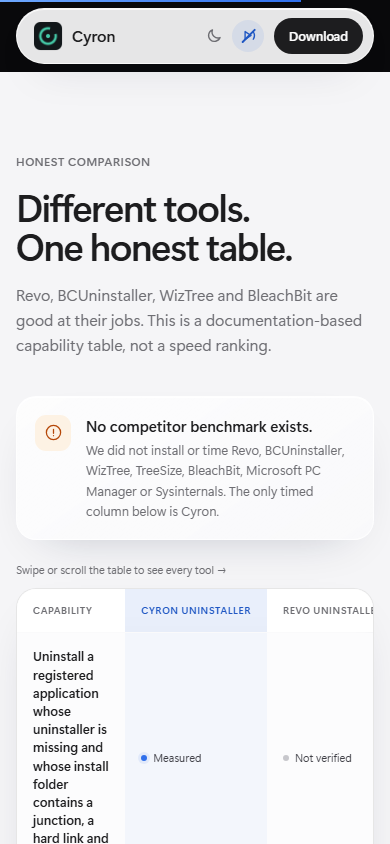 Cyron
Download
HONEST COMPARISON
Different tools.
One honest table.
Revo, BCUninstaller, WizTree and BleachBit are
good at their jobs. This is a documentation-based
capability table, not a speed ranking.
No competitor benchmark exists.
We did not install or time Revo, BCUninstaller,
WizTree, TreeSize, BleachBit, Microsoft PC
Manager or Sysinternals. The only timed
column below is Cyron.
Swipe or scroll the table to see every tool →
CAPABILITY
CYRON UNINSTALLER
REVO UNINSTALLE
Uninstall a
registered
application
whose
uninstaller is
missing and
whose install
folder
contains a
junction, a
hard link and
Measured
Not verified